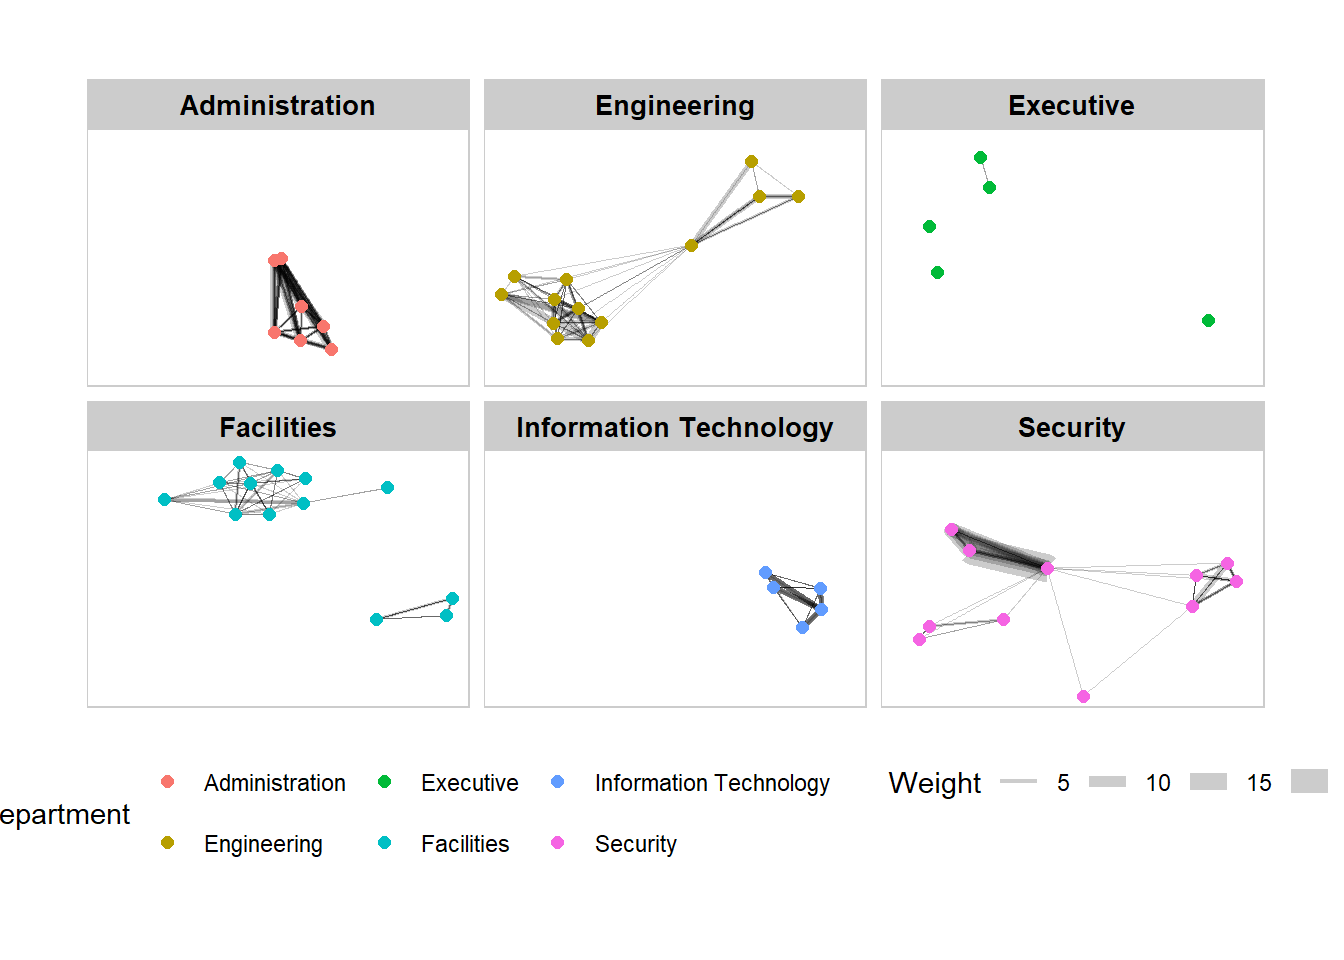 Administration
Engineering
Executive
Facilities
Information Technology
Security
epartment
Administration
Executive
Information Technology
Engineering
Facilities
Security
Weight
5
10
15